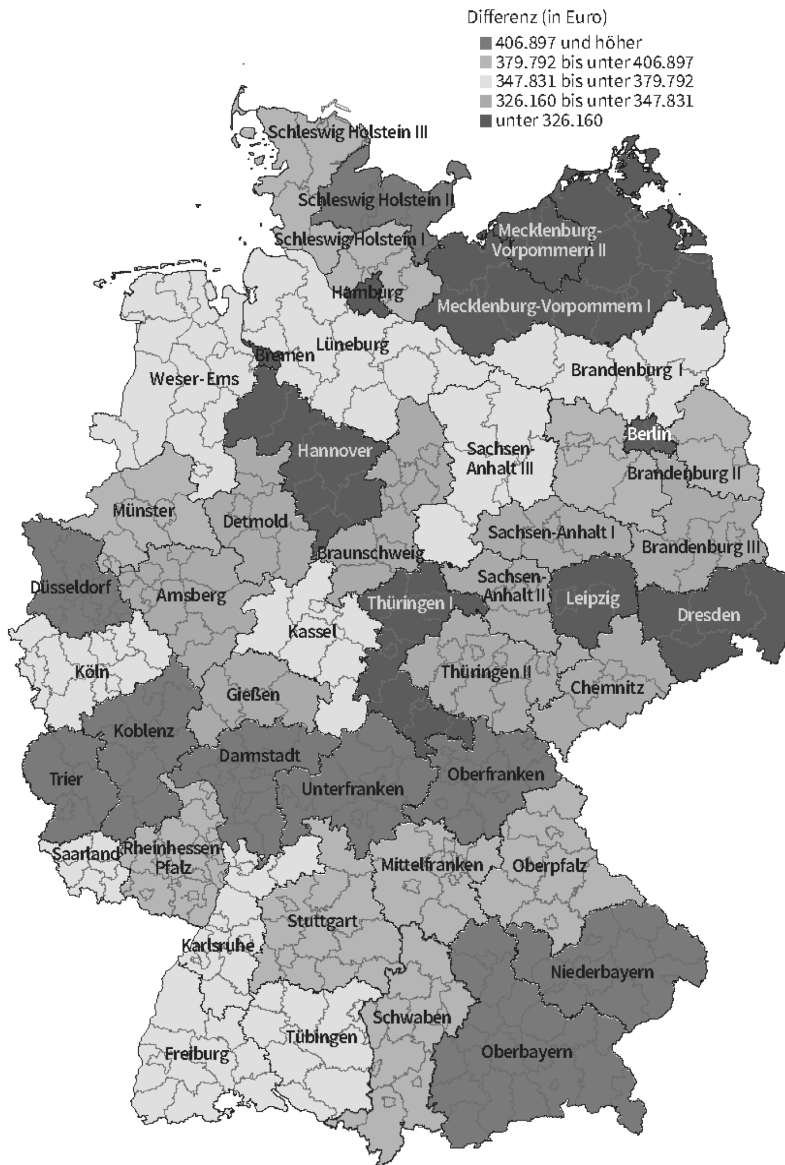 Differenz (in Euro)
406.897 und höher
379.792 bis unter 406.897
347.831 bis unter 379.792
326.160 bis unter 347.831
unter 326.160
Schleswig Holstein III
Schleswig Holstein II
Schleswig Holstein I
Mecklenburg-
Vorpommern II
Hamburg
Mecklenburg-Vorpommern I
Lüneburg
Bremen
Weser-Ems
Brandenburg I
Berlin
Hannover
Sachsen-
Anhalt III
Brandenburg II
Münster
Detmold
Braunschweig
Sachsen-Anhalt I
Brandenburg III
Düsseldorf
Arnsberg
Thüringen I
Sachsen-
Anhalt II
Leipzig
Dresden
Kassel
Köln
Gießen
Thüringen II
Chemnitz
Koblenz
Trier
Darmstadt
Unterfranken
Oberfranken
Saarland
Rheinhessen-
Pfalz
Mittelfranken
Oberpfalz
Stuttgart
Karlsruhe
Niederbayern
Schwaben
Tübingen
Freiburg
Oberbayern